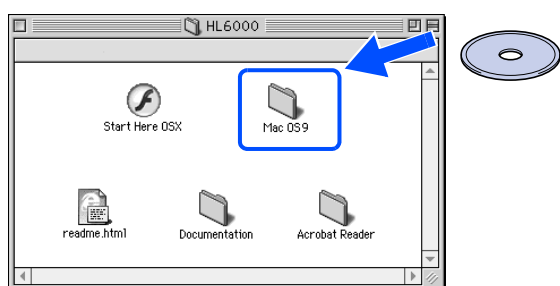 HL6000
Start Here OSX
Mac OS9
readme.html
Documentation
Acrobat Reader